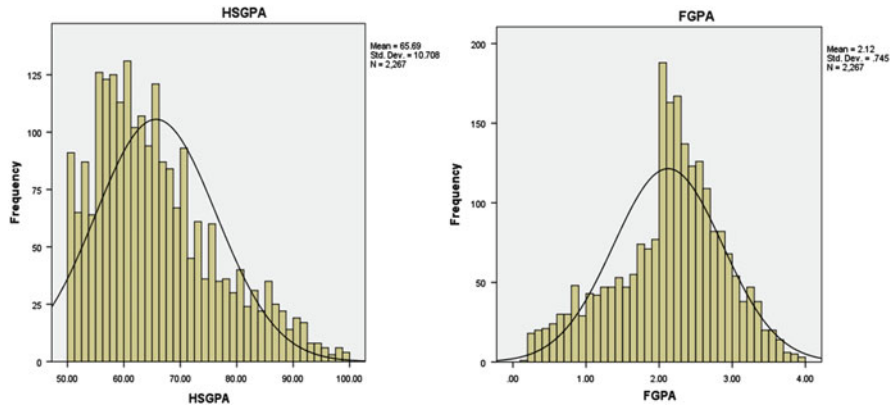 HSGPA
Mean = 65.69
Std. Dev. = 10.708
N = 2,267
125
100
75
50
25
0
Frequency
50.00 60.00 70.00 80.00 90.00 100.00
HSGPA
FGPA
Mean = 2.12
Std. Dev. = .745
N = 2,267
200
150
100
50
0
Frequency
.00 1.00 2.00 3.00 4.00
FGPA